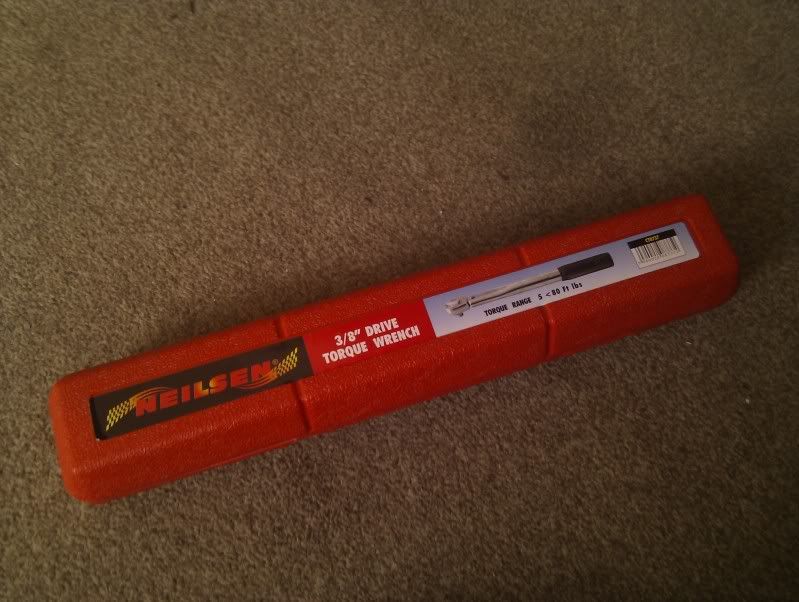 NEILSEN®
3/8" DRIVE
TORQUE WRENCH
TORQUE RANGE 5 < 80 Ft lbs